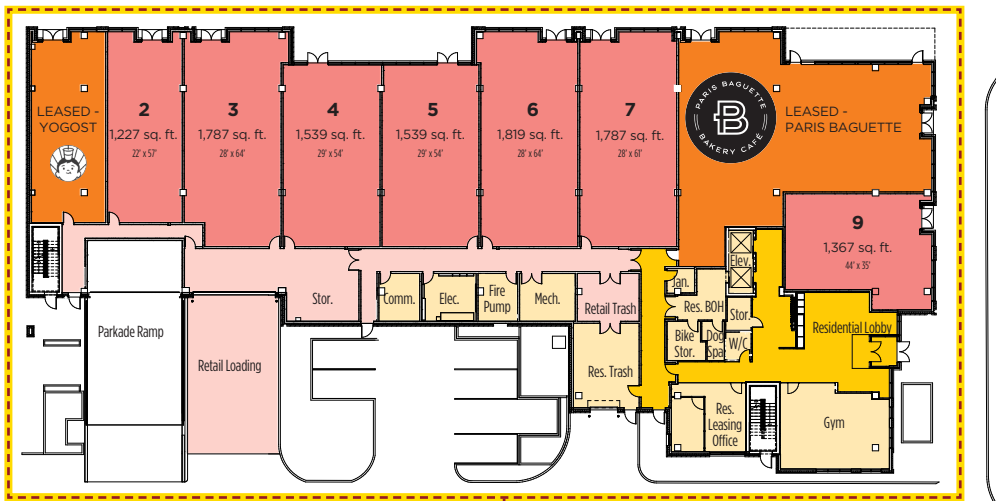 LEASED -
YOGOST
2
1,227 sq. ft.
22' x 57'
3
1,787 sq. ft.
28' x 64'
4
1,539 sq. ft.
29' x 54'
5
1,539 sq. ft.
29' x 54'
6
1,819 sq. ft.
28' x 64'
7
1,787 sq. ft.
28' x 61'
PARIS BAGUETTE
B
BAKERY CAFÉ
LEASED -
PARIS BAGUETTE
9
1,367 sq. ft.
44' x 35'
Elev.
Stor.
Comm.
Elec.
Fire
Pump
Mech.
Retail Trash
Jan.
Res. BOH
Stor.
Bike
Stor.
Dog
Spa
W/C
Residential Lobby
Parkade Ramp
Retail Loading
Res. Trash
Res.
Leasing
Office
Gym